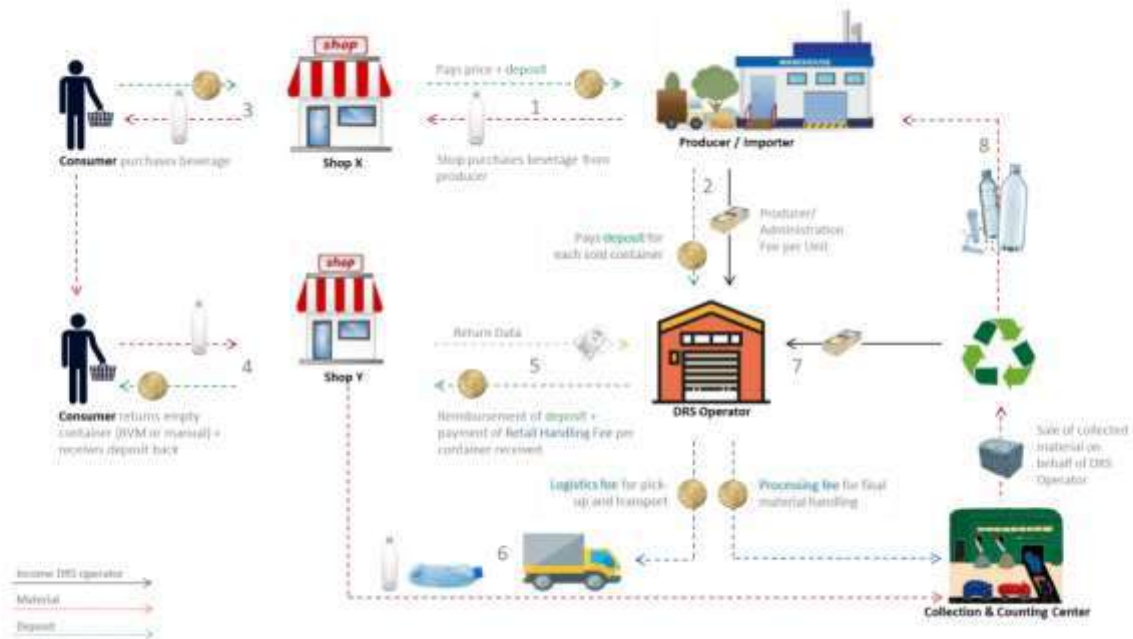 shop
Pays price + deposit
WAREHOUSE
3
1
8
Consumer purchases beverage
Shop X
Shop purchases beverage from
producer
Producer / Importer
2
Producer/
Administration
Fee per Unit
Pays deposit for
each sold container
shop
Return Data
4
5
7
Shop Y
DRS Operator
Consumer returns empty
container (RVM or manual) +
receives deposit back
Reimbursement of deposit +
payment of Retail Handling Fee per
container received
Sale of collected
material on
behalf of DRS
Operator
Logistics fee for pick-
up and transport
Processing fee for final
material handling
6
Collection & Counting Center
Income DRS operator
Material
Deposit